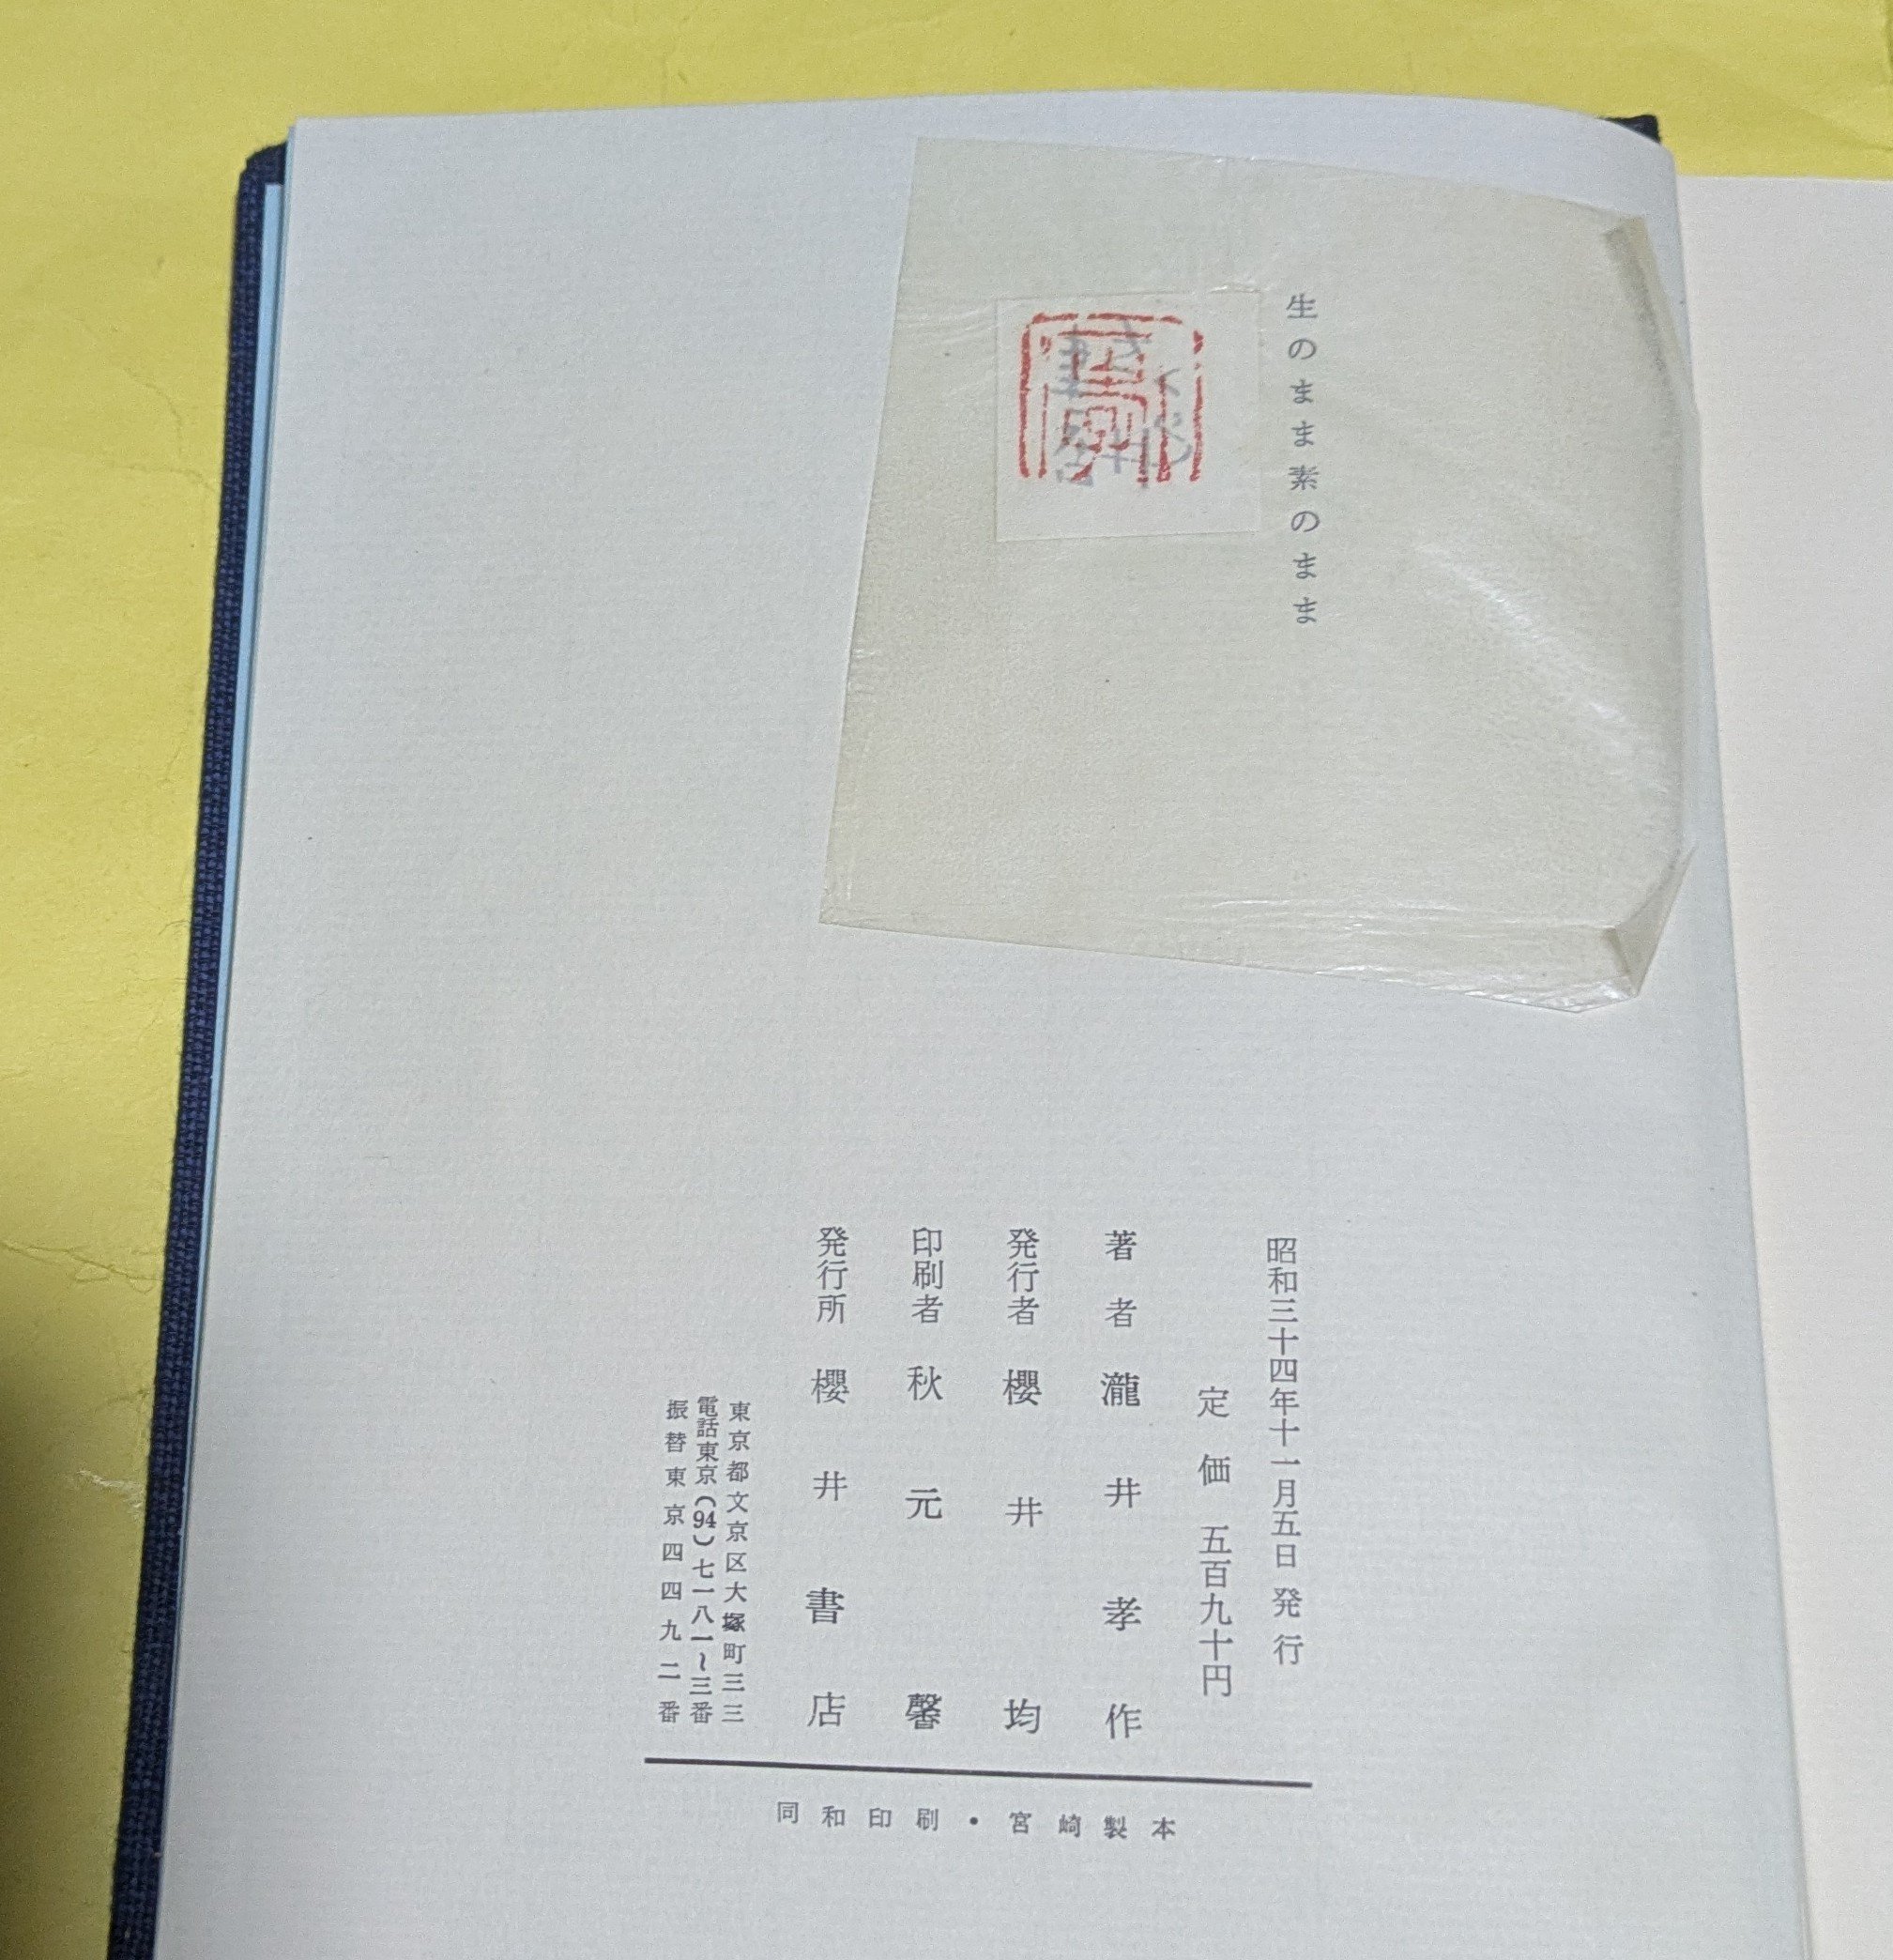 生のまま素のまま
昭和三十四年十一月五日発行
定価 五百九十円
著者 瀧井孝作
発行者 櫻井均
印刷者 秋元馨
発行所 櫻井書店
東京都文京区大塚町三三
電話東京(94)七一八一~三番
振替東京四四九二番
同和印刷・宮崎製本